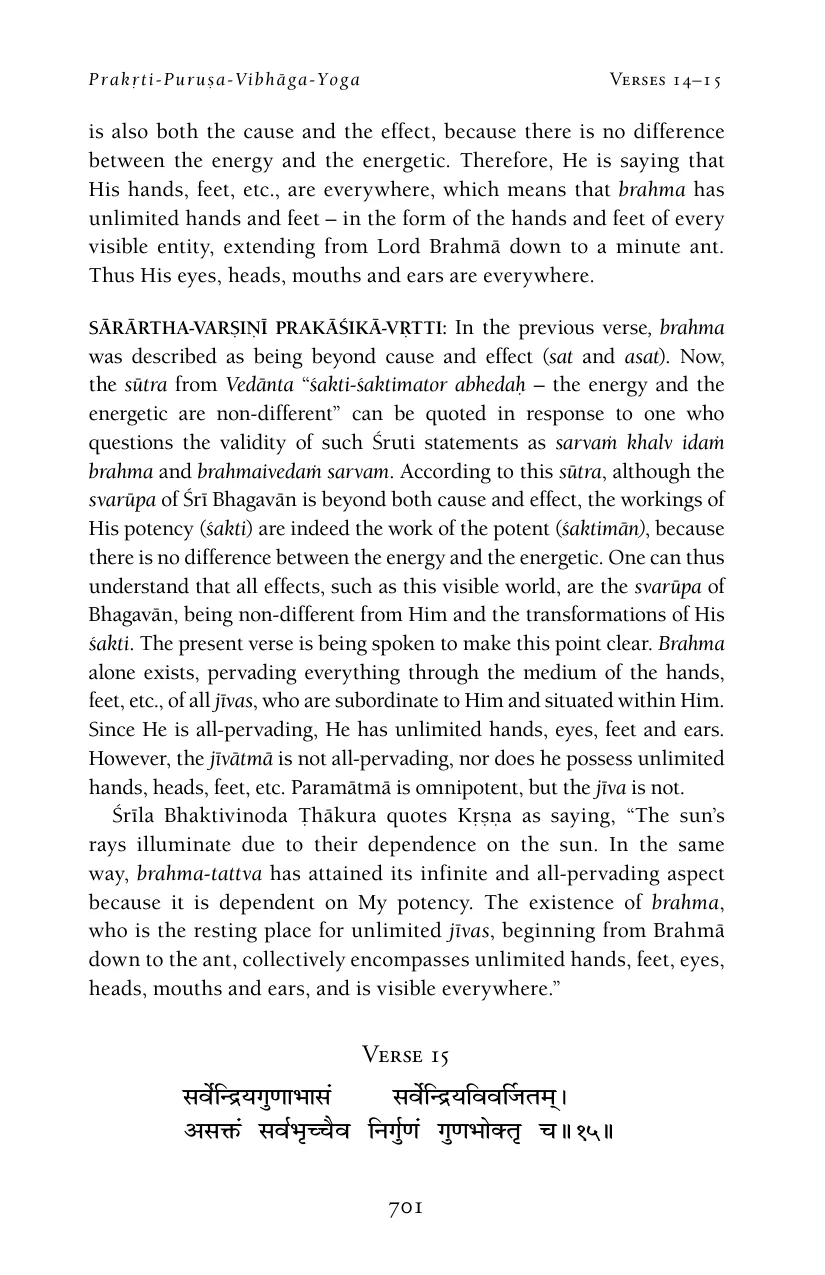 Prakṛti-Puruṣa-Vibhāga-Yoga Verses 14–15
is also both the cause and the effect, because there is no difference
between the energy and the energetic. Therefore, He is saying that
His hands, feet, etc., are everywhere, which means that brahma has
unlimited hands and feet – in the form of the hands and feet of every
visible entity, extending from Lord Brahmā down to a minute ant.
Thus His eyes, heads, mouths and ears are everywhere.
SĀRĀRTHA-VARṢIṆĪ PRAKĀŚIKĀ-VṚTTI: In the previous verse, brahma
was described as being beyond cause and effect (sat and asat). Now,
the sūtra from Vedānta “śakti-śaktimator abhedaḥ – the energy and the
energetic are non-different” can be quoted in response to one who
questions the validity of such Śruti statements as sarvaṁ khalv idaṁ
brahma and brahmaivedaṁ sarvam. According to this sūtra, although the
svarūpa of Śrī Bhagavān is beyond both cause and effect, the workings of
His potency (śakti) are indeed the work of the potent (śaktimān), because
there is no difference between the energy and the energetic. One can thus
understand that all effects, such as this visible world, are the svarūpa of
Bhagavān, being non-different from Him and the transformations of His
śakti. The present verse is being spoken to make this point clear. Brahma
alone exists, pervading everything through the medium of the hands,
feet, etc., of all jīvas, who are subordinate to Him and situated within Him.
Since He is all-pervading, He has unlimited hands, eyes, feet and ears.
However, the jīvātmā is not all-pervading, nor does he possess unlimited
hands, heads, feet, etc. Paramātmā is omnipotent, but the jīva is not.
Śrīla Bhaktivinoda Ṭhākura quotes Kṛṣṇa as saying, “The sun’s
rays illuminate due to their dependence on the sun. In the same
way, brahma-tattva has attained its infinite and all-pervading aspect
because it is dependent on My potency. The existence of brahma,
who is the resting place for unlimited jīvas, beginning from Brahmā
down to the ant, collectively encompasses unlimited hands, feet, eyes,
heads, mouths and ears, and is visible everywhere.”
Verse 15
सर्वेन्द्रियगुणाभासं सर्वेन्द्रियविवर्जितम्।
असक्तं सर्वभृच्चैव निर्गुणं गुणभोक्तृ च॥१५॥
701